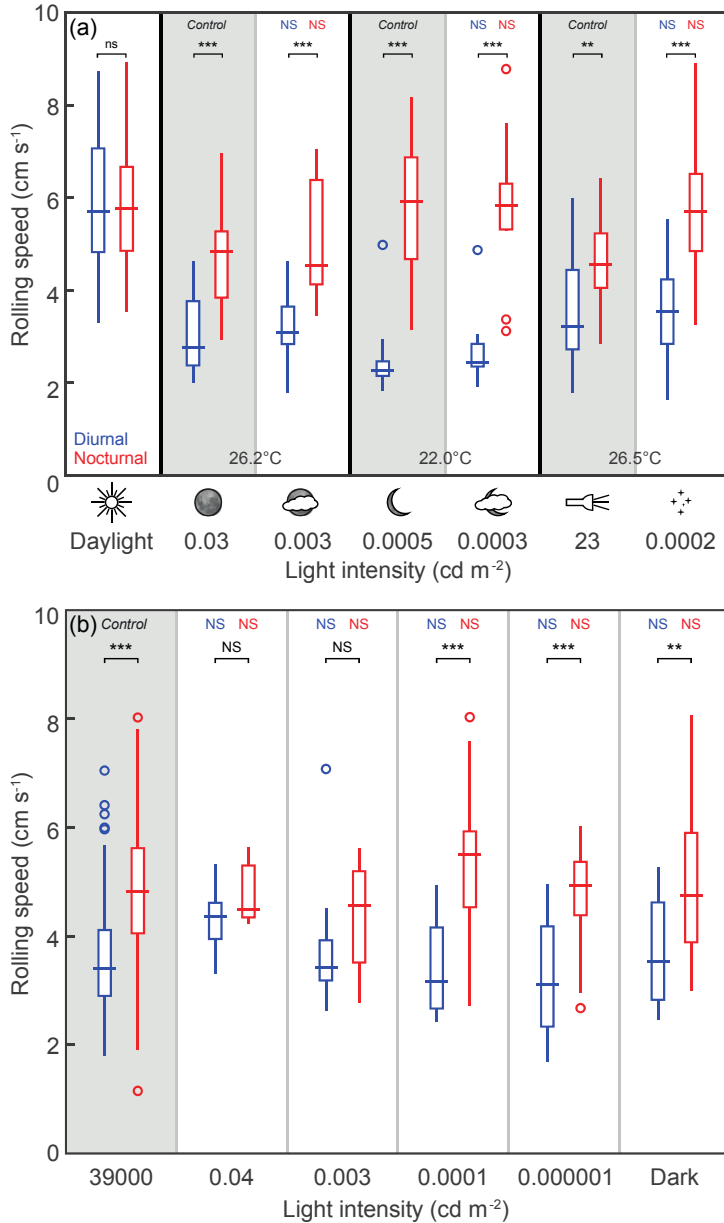 10
(a)
Control
NS NS
Control
NS NS
ns
***
***
***
***
**
***
8
6
4
2
0
Rolling speed (cm s⁻¹)
Diurnal
Nocturnal
26.2°C
22.0°C
26.5°C
Daylight
0.03
0.003
0.0005
0.0003
23
0.0002
Light intensity (cd m⁻²)
10
(b)
Control
NS NS
NS NS
NS NS
NS NS
NS NS
***
NS
NS
***
***
**
8
6
4
2
0
Rolling speed (cm s⁻¹)
39000
0.04
0.003
0.0001
0.000001
Dark
Light intensity (cd m⁻²)